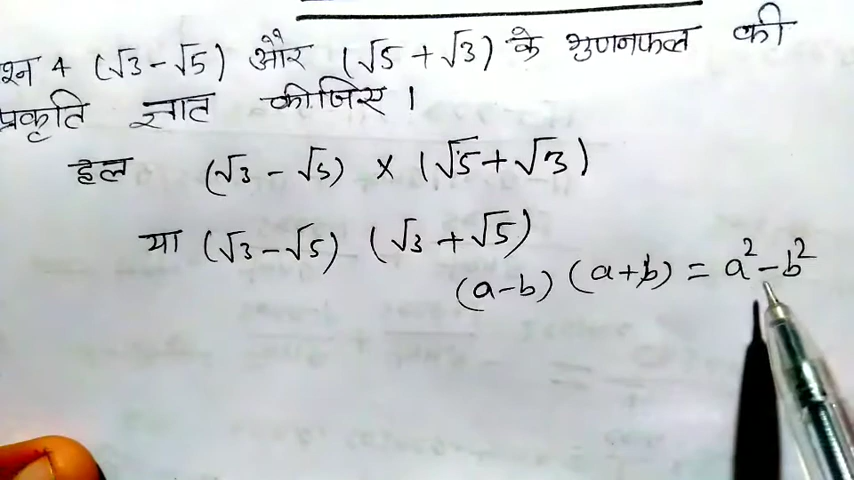 श्न 4 (√3 - √5) और (√5 + √3) के गुणनफल की
प्रकृति ज्ञात कीजिए।
हल (√3 - √5) × (√5 + √3)
या (√3 - √5) (√3 + √5)
(a-b) (a+b) = a² - b²